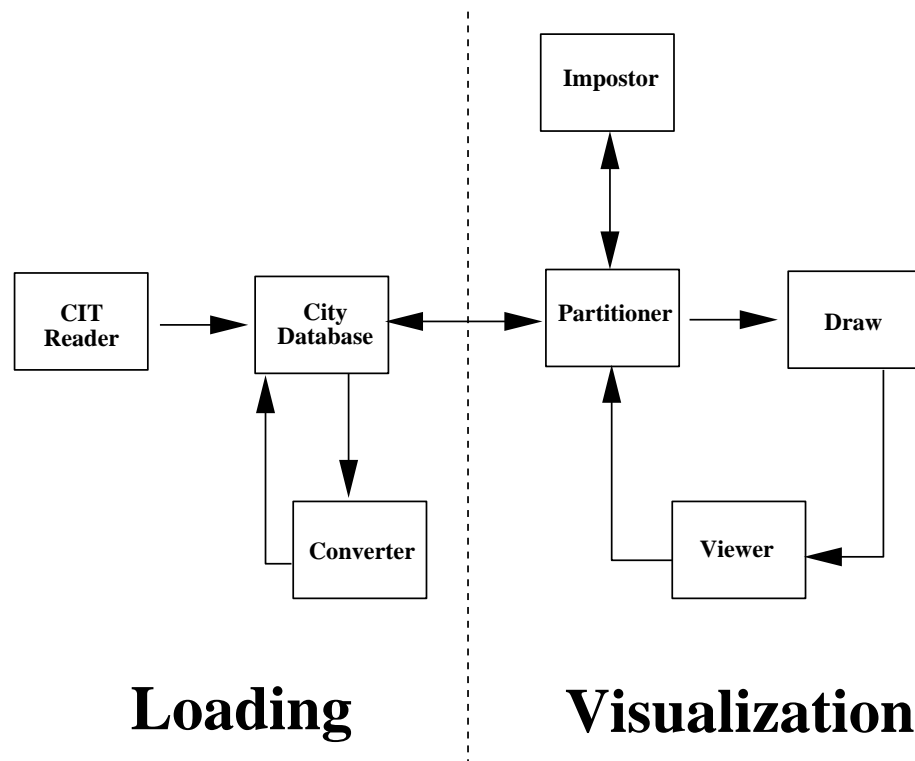 Impostor
CIT
Reader
City
Database
Partitioner
Draw
Converter
Viewer
Loading
Visualization